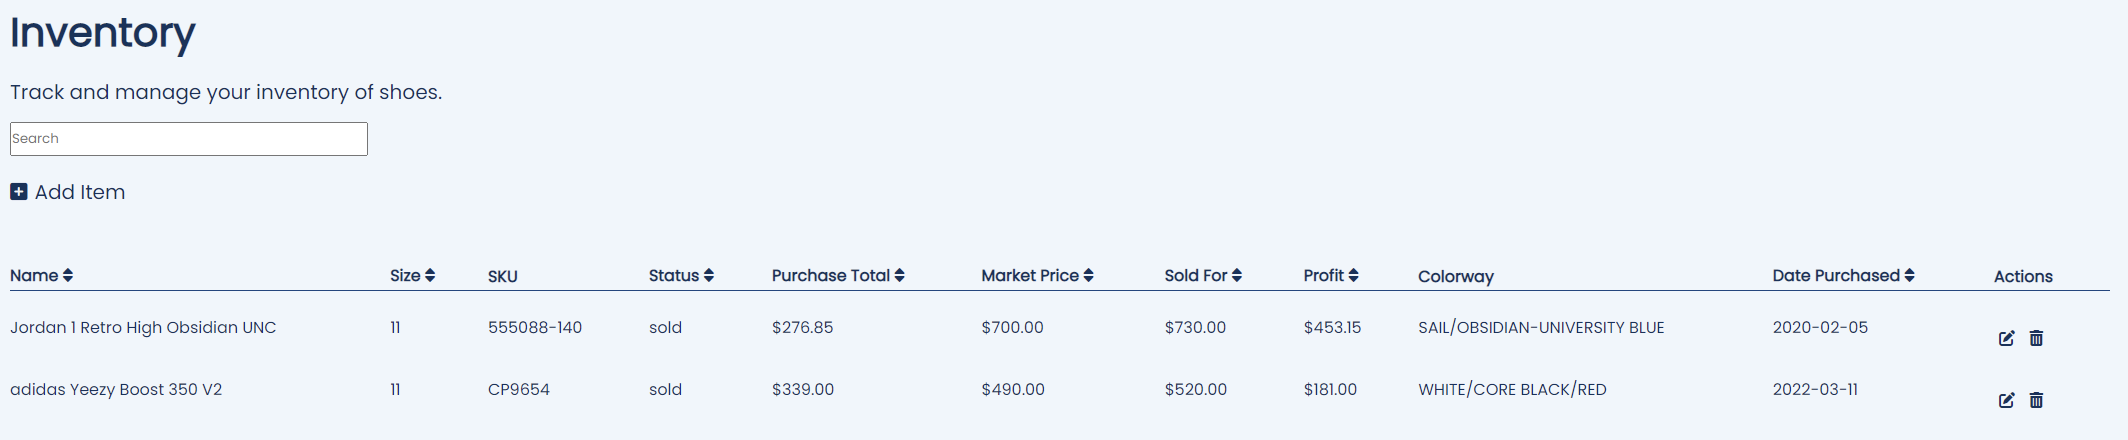 Inventory
Track and manage your inventory of shoes.
Search
Add Item
Name Size SKU Status Purchase Total Market Price Sold For Profit Colorway Date Purchased Actions
Jordan 1 Retro High Obsidian UNC 11 555088-140 sold $276.85 $700.00 $730.00 $453.15 SAIL/OBSIDIAN-UNIVERSITY BLUE 2020-02-05
adidas Yeezy Boost 350 V2 11 CP9654 sold $339.00 $490.00 $520.00 $181.00 WHITE/CORE BLACK/RED 2022-03-11